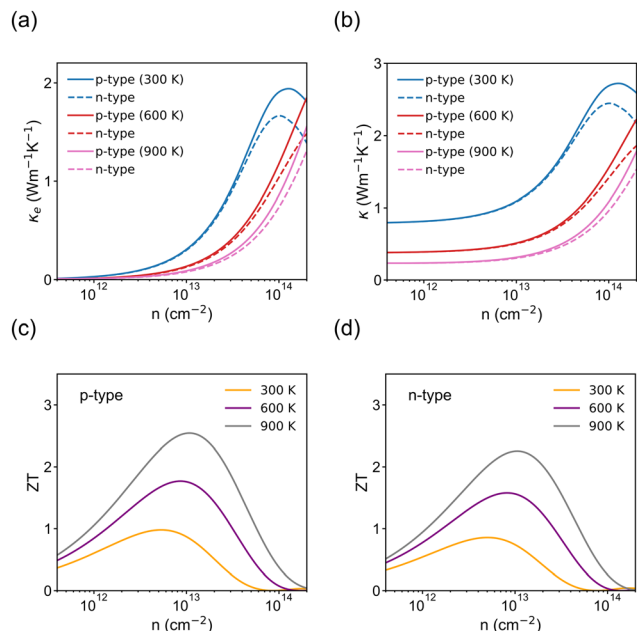 (a)
κe (Wm−1K−1)
2
1
0
p-type (300 K)
n-type
p-type (600 K)
n-type
p-type (900 K)
n-type
10^12
10^13
10^14
n (cm−2)
(b)
κ (Wm−1K−1)
3
2
1
0
p-type (300 K)
n-type
p-type (600 K)
n-type
p-type (900 K)
n-type
10^12
10^13
10^14
n (cm−2)
(c)
ZT
3
2
1
0
p-type
300 K
600 K
900 K
10^12
10^13
10^14
n (cm−2)
(d)
ZT
3
2
1
0
n-type
300 K
600 K
900 K
10^12
10^13
10^14
n (cm−2)